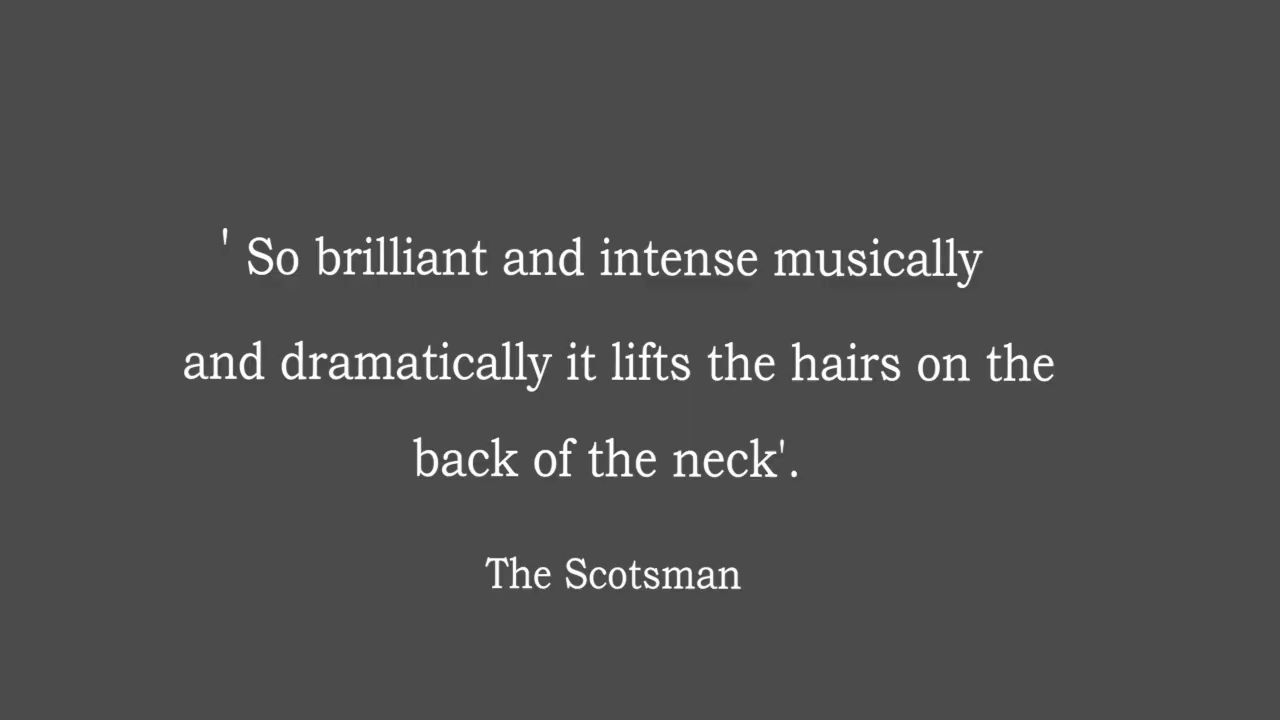 ' So brilliant and intense musically
and dramatically it lifts the hairs on the
back of the neck'.
The Scotsman